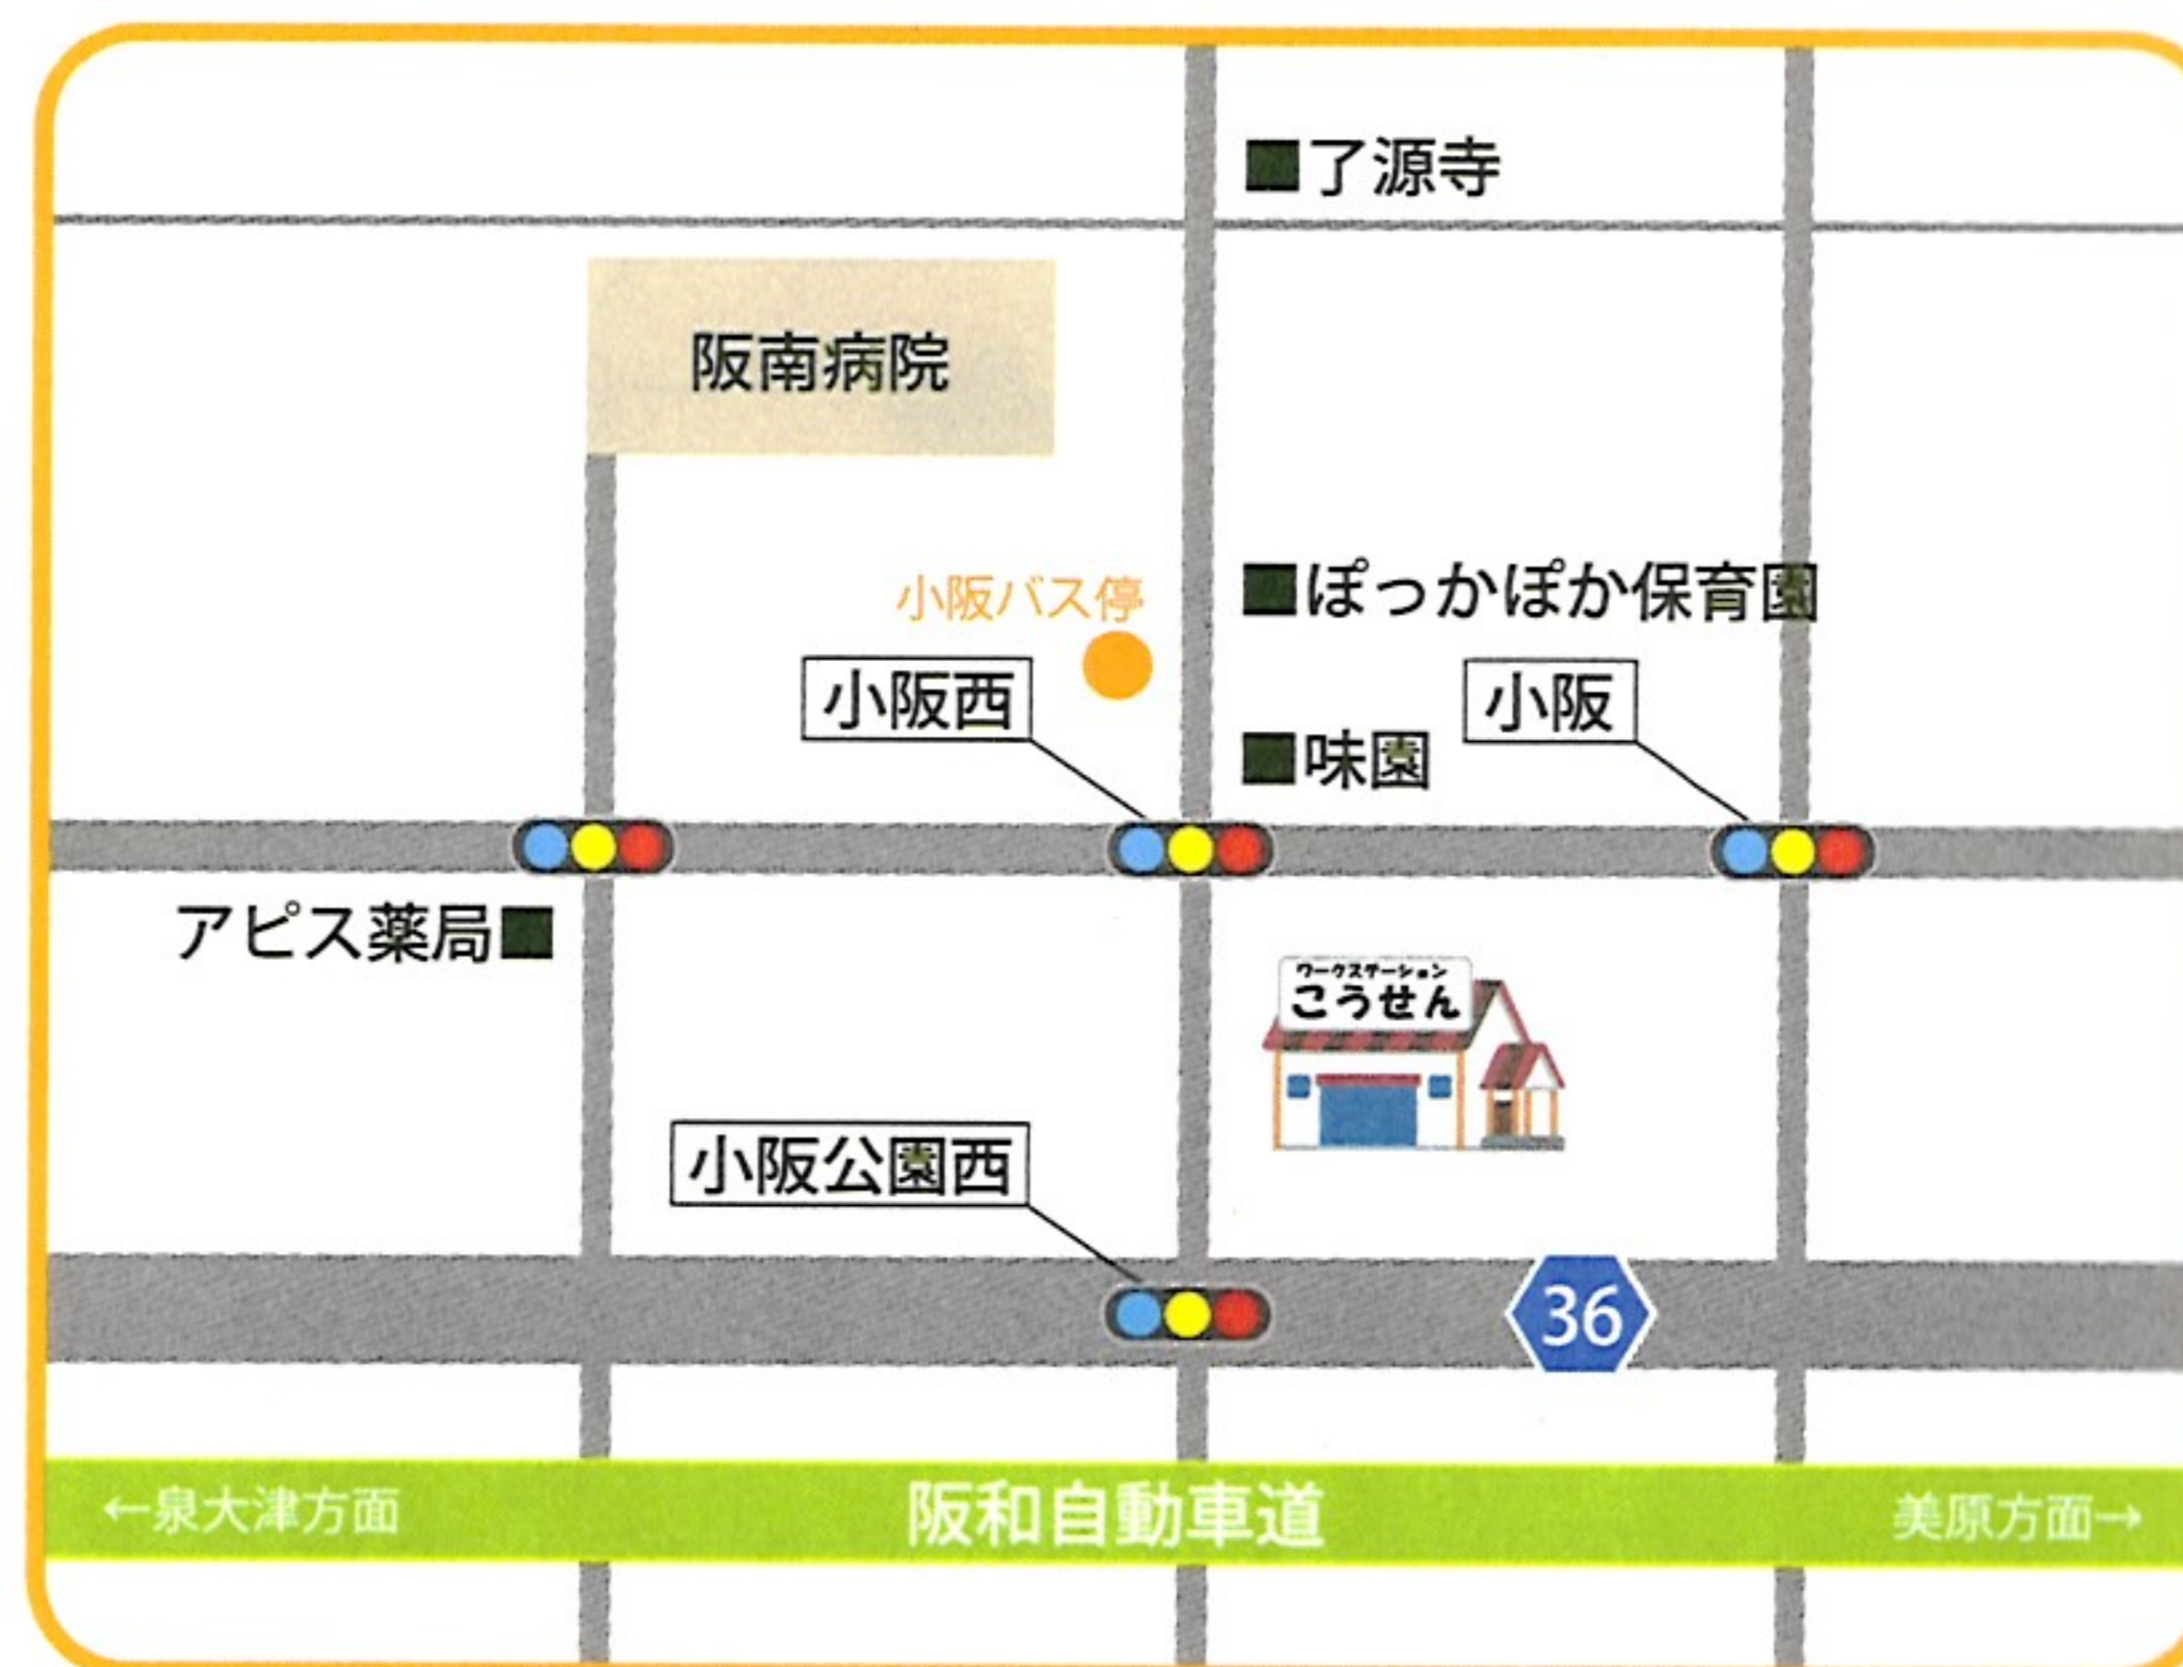 了源寺
阪南病院
小阪バス停
ぽっかぽか保育園
小阪西
小阪
味園
アピス薬局
ワークステーション
こうせん
小阪公園西
36
←泉大津方面
阪和自動車道
美原方面→